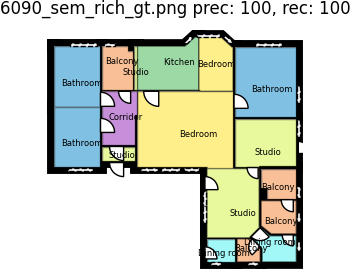 6090_sem_rich_gt.png prec: 100, rec: 100
Balcony
Kitchen
Bedroom
Studio
Bathroom
Bathroom
Corrider
Bedroom
Bathroom
Studio
Studio
Balcony
Studio
Balcony
Dining room
Balcony
Dining room